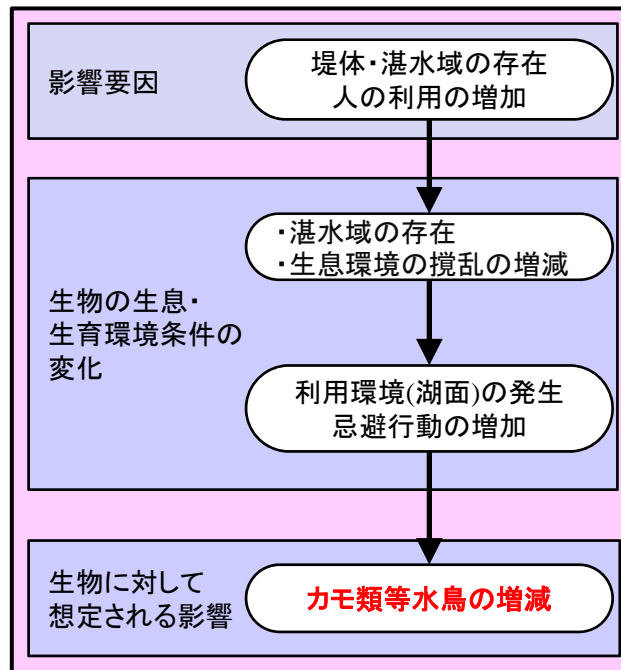 影響要因
堤体・湛水域の存在
人の利用の増加
生物の生息・
生育環境条件の
変化
・湛水域の存在
・生息環境の撹乱の増減
利用環境(湖面)の発生
忌避行動の増加
生物に対して
想定される影響
カモ類等水鳥の増減